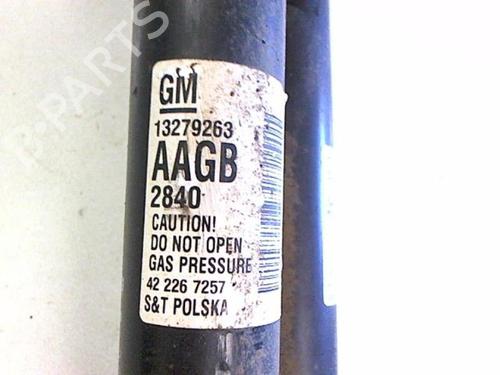 GM
13279263
AAGB
2840
CAUTION!
DO NOT OPEN
GAS PRESSURE
42 226 7257
S&T POLSKA